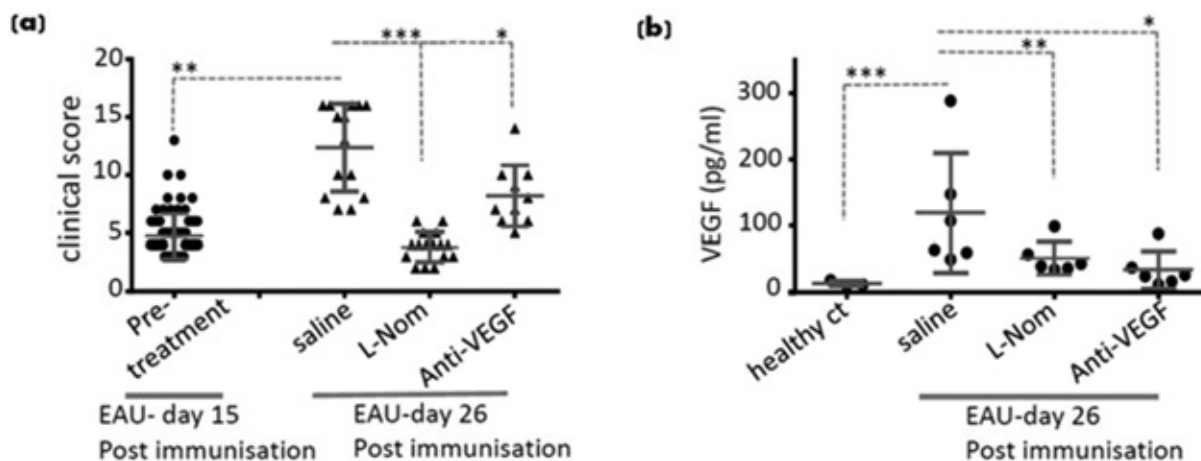 (a)
**
***
*
20
15
10
5
0
clinical score
Pre-
treatment
saline
L-Nom
Anti-VEGF
EAU- day 15
Post immunisation
EAU-day 26
Post immunisation
(b)
***
**
*
300
200
100
0
VEGF (pg/ml)
healthy ct
saline
L-Nom
Anti-VEGF
EAU-day 26
Post immunisation